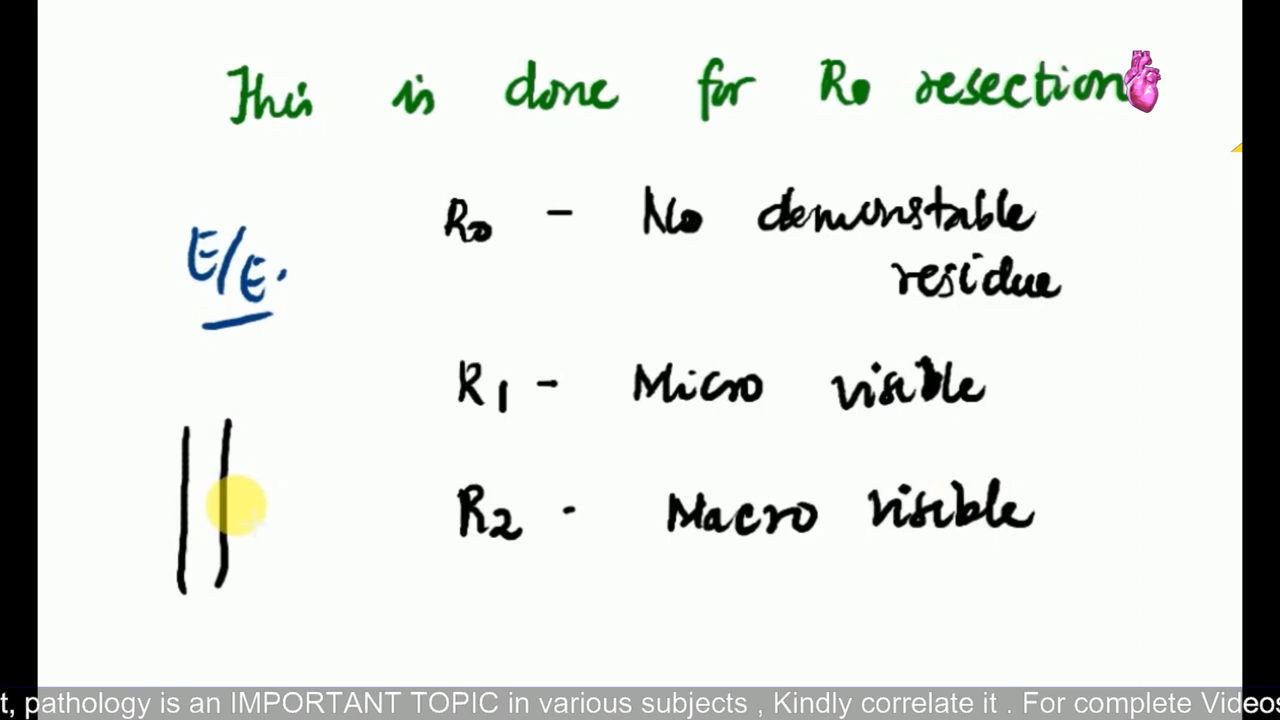 This is done for R0 resection
R0 - No demonstable
residue
E/E.
R1 - Micro visible
R2 - Macro visible
t, pathology is an IMPORTANT TOPIC in various subjects , Kindly correlate it . For complete Videos